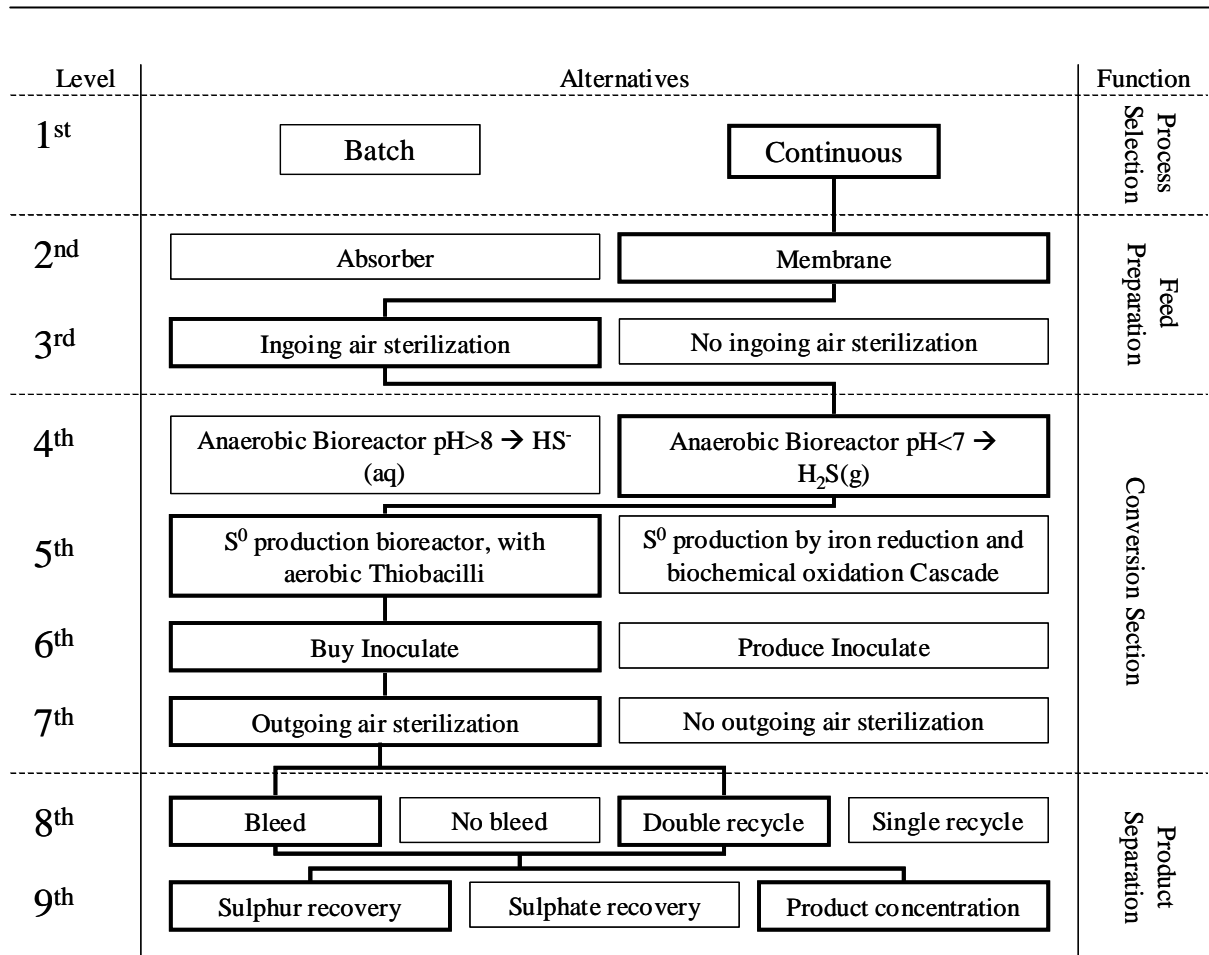 Level Alternatives Function
1st Batch Continuous Process
Selection
2nd Absorber Membrane Feed
Preparation
3rd Ingoing air sterilization No ingoing air sterilization
4th Anaerobic Bioreactor pH>8 → HS-
(aq)
Anaerobic Bioreactor pH<7 →
H2S(g)
Conversion Section
5th S0 production bioreactor, with
aerobic Thiobacilli
S0 production by iron reduction and
biochemical oxidation Cascade
6th Buy Inoculate Produce Inoculate
7th Outgoing air sterilization No outgoing air sterilization
8th Bleed No bleed Double recycle Single recycle Product
Separation
9th Sulphur recovery Sulphate recovery Product concentration